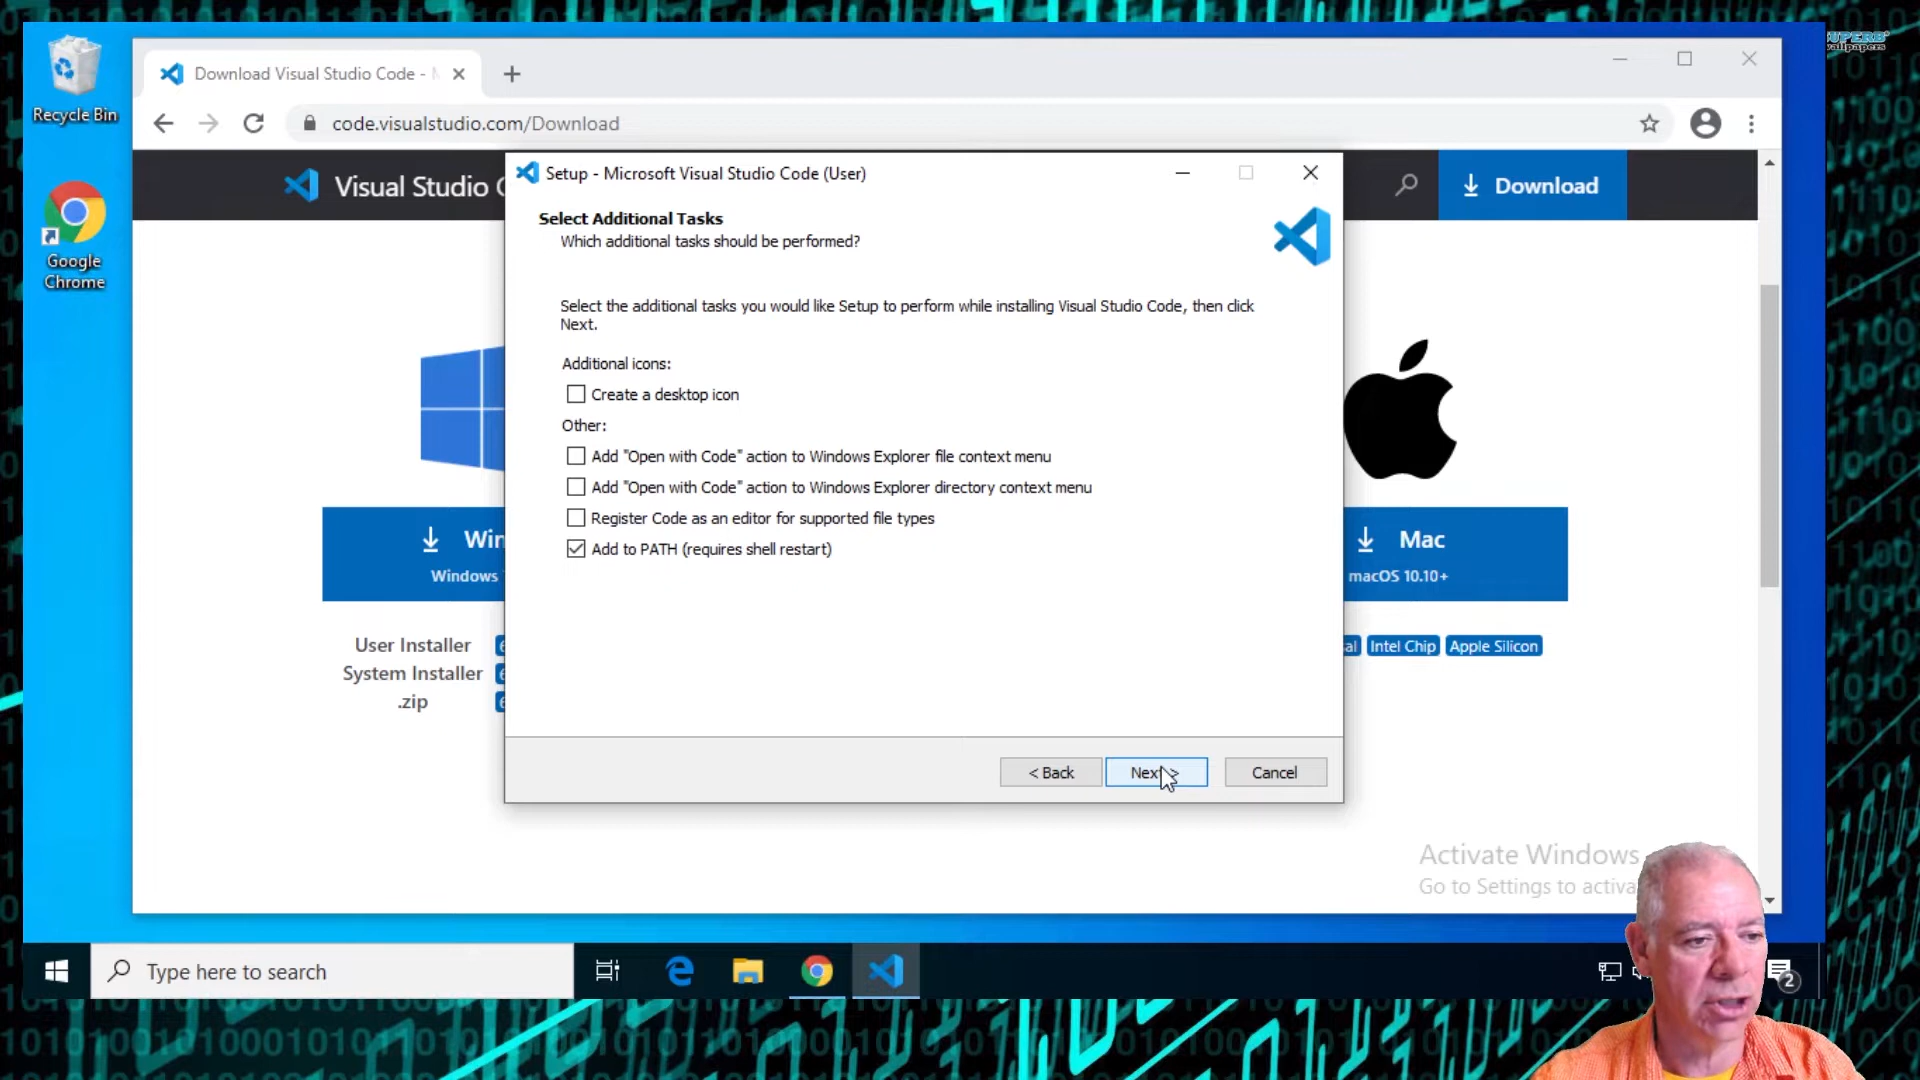 SUPERB
wallpapers
Recycle Bin
Google
Chrome
Download Visual Studio Code -
code.visualstudio.com/Download
Visual Studio
Download
Setup - Microsoft Visual Studio Code (User)
Select Additional Tasks
Which additional tasks should be performed?
Select the additional tasks you would like Setup to perform while installing Visual Studio Code, then click
Next.
Additional icons:
Create a desktop icon
Other:
Add "Open with Code" action to Windows Explorer file context menu
Add "Open with Code" action to Windows Explorer directory context menu
Register Code as an editor for supported file types
Add to PATH (requires shell restart)
< Back
Next >
Cancel
Win
Windows
Mac
macOS 10.10+
User Installer
System Installer
.zip
Intel Chip
Apple Silicon
Activate Windows
Go to Settings to activa
Type here to search
2